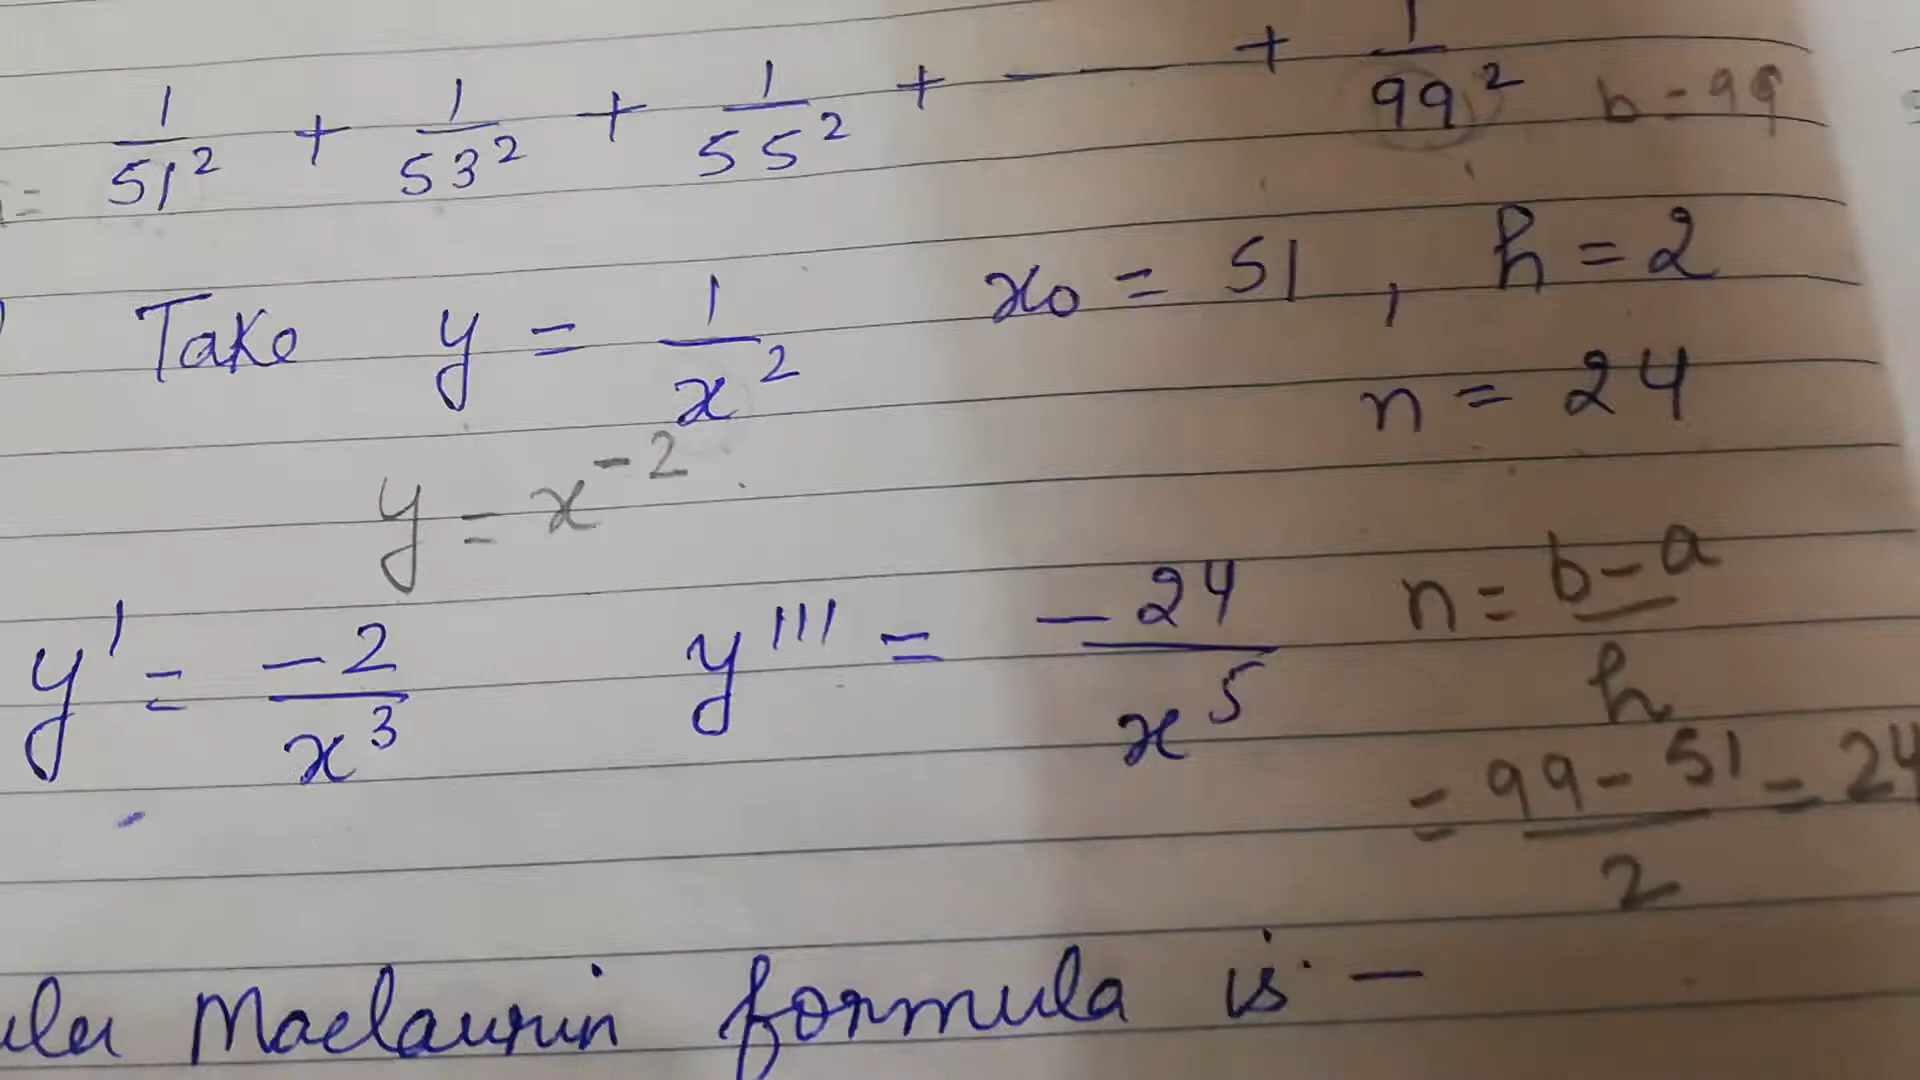 1/51² + 1/53² + 1/55² + — — + 1/99² b = 99
Take y = 1/x² x₀ = 51, h = 2
n = 24
y = x⁻²
y' = -2/x³ y''' = -24/x⁵ n = b-a/h
= 99-51/2 = 24
Maclaurin formula is -